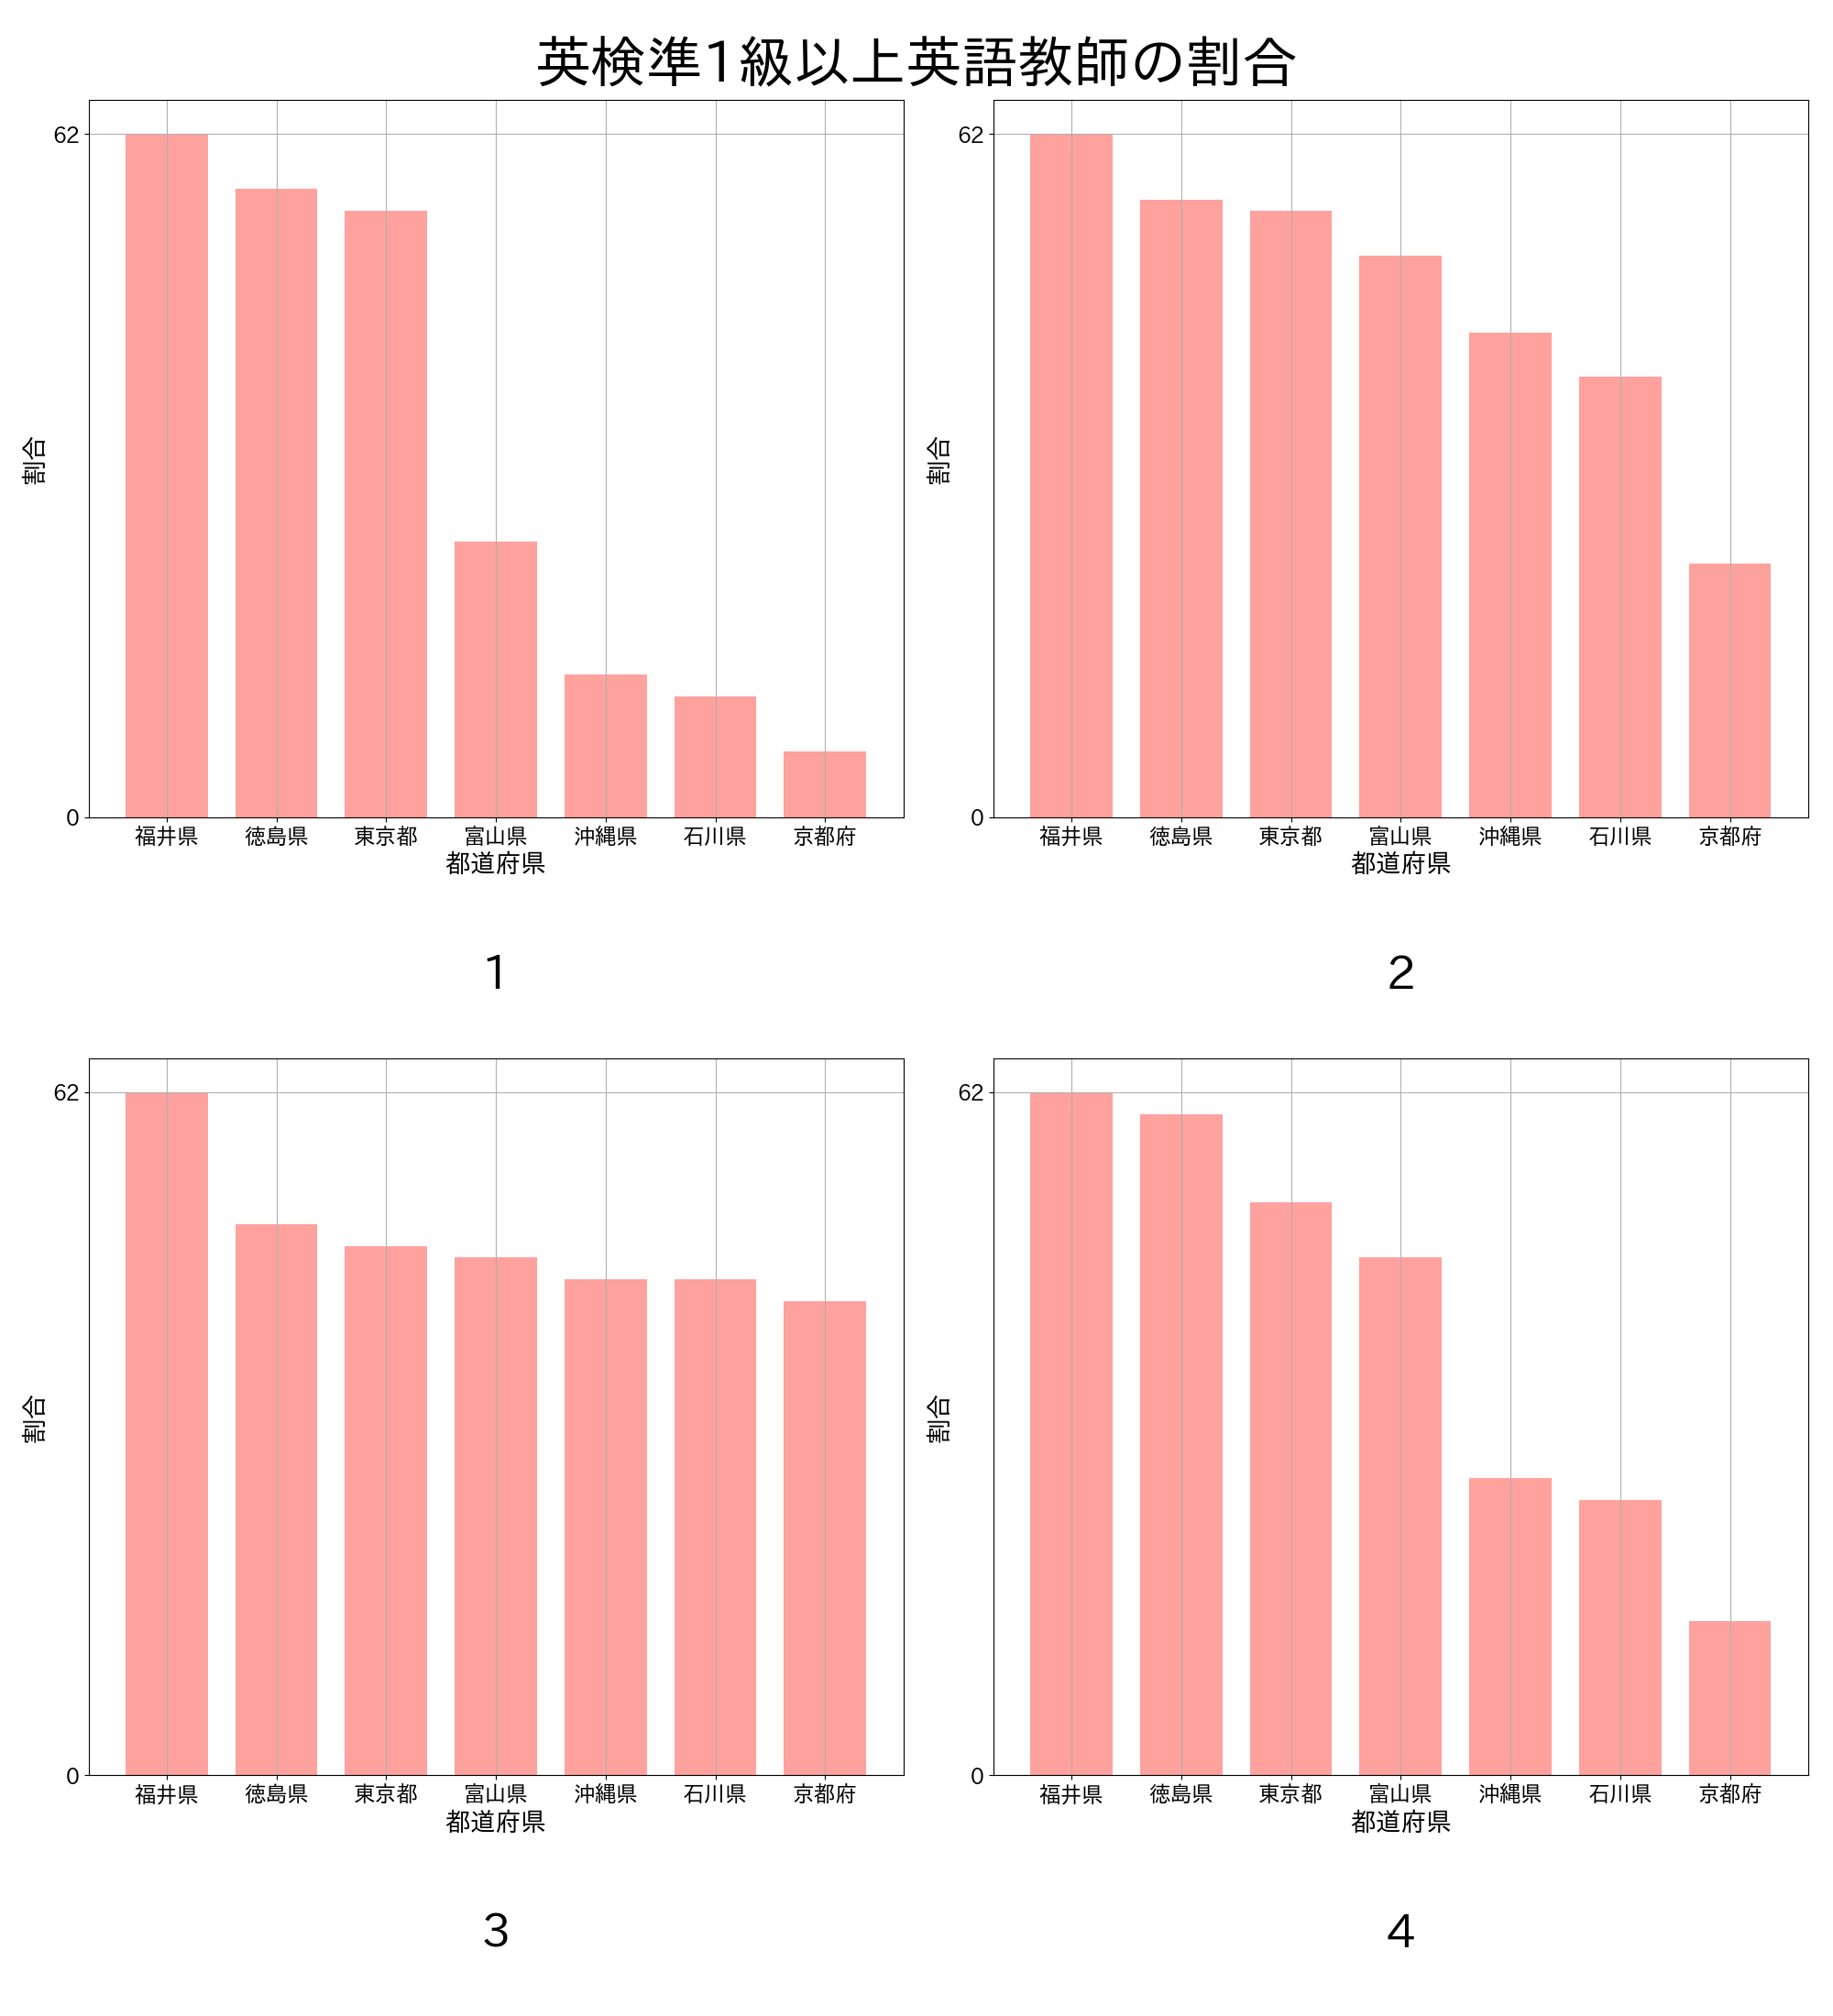 英検準1級以上英語教師の割合
62
0
割合
福井県 徳島県 東京都 富山県 沖縄県 石川県 京都府
都道府県
1
62
0
割合
福井県 徳島県 東京都 富山県 沖縄県 石川県 京都府
都道府県
2
62
0
割合
福井県 徳島県 東京都 富山県 沖縄県 石川県 京都府
都道府県
3
62
0
割合
福井県 徳島県 東京都 富山県 沖縄県 石川県 京都府
都道府県
4